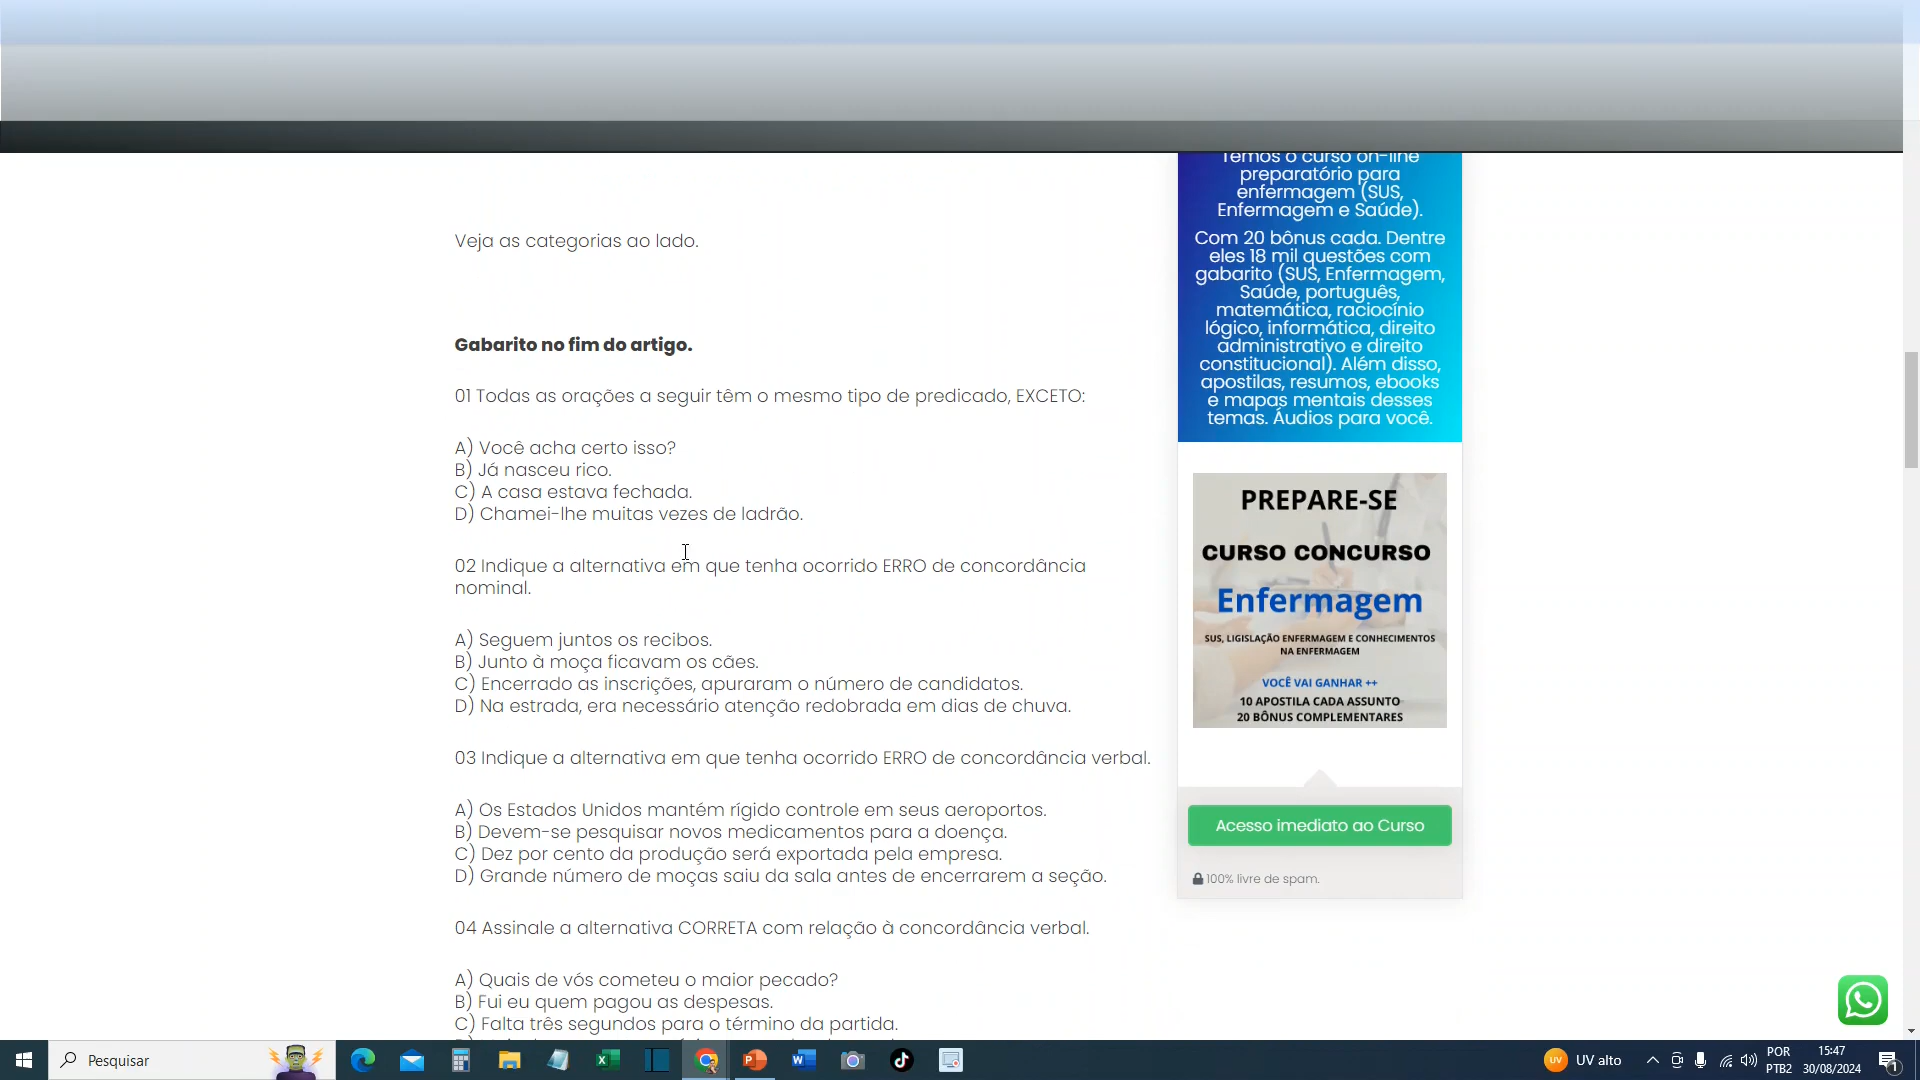 Temos o curso on-line
preparatório para
enfermagem (SUS,
Enfermagem e Saúde).
Com 20 bônus cada. Dentre
eles 18 mil questões com
gabarito (SUS, Enfermagem,
Saúde, português,
matemática, raciocínio
lógico, informática, direito
administrativo e direito
constitucional). Além disso,
apostilas, resumos, ebooks
e mapas mentais desses
temas. Áudios para você.
Veja as categorias ao lado.
Gabarito no fim do artigo.
01 Todas as orações a seguir têm o mesmo tipo de predicado, EXCETO:
A) Você acha certo isso?
B) Já nasceu rico.
C) A casa estava fechada.
D) Chamei-lhe muitas vezes de ladrão.
02 Indique a alternativa em que tenha ocorrido ERRO de concordância
nominal.
A) Seguem juntos os recibos.
B) Junto à moça ficavam os cães.
C) Encerrado as inscrições, apuraram o número de candidatos.
D) Na estrada, era necessário atenção redobrada em dias de chuva.
03 Indique a alternativa em que tenha ocorrido ERRO de concordância verbal.
A) Os Estados Unidos mantém rígido controle em seus aeroportos.
B) Devem-se pesquisar novos medicamentos para a doença.
C) Dez por cento da produção será exportada pela empresa.
D) Grande número de moças saiu da sala antes de encerrarem a seção.
04 Assinale a alternativa CORRETA com relação à concordância verbal.
A) Quais de vós cometeu o maior pecado?
B) Fui eu quem pagou as despesas.
C) Falta três segundos para o término da partida.
PREPARE-SE
CURSO CONCURSO
Enfermagem
SUS, LIGISLAÇÃO ENFERMAGEM E CONHECIMENTOS
NA ENFERMAGEM
VOCÊ VAI GANHAR ++
10 APOSTILA CADA ASSUNTO
20 BÔNUS COMPLEMENTARES
Acesso imediato ao Curso
100% livre de spam.
Pesquisar
UV
UV alto
POR
PTB2
15:47
30/08/2024
1